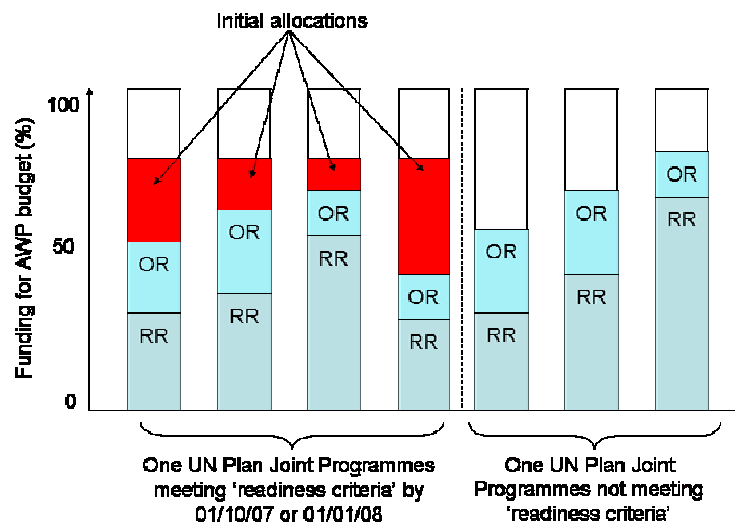 Initial allocations
Funding for AWP budget (%)
100
50
0
OR
RR
OR
RR
OR
RR
OR
RR
OR
RR
OR
RR
OR
RR
One UN Plan Joint Programmes
meeting 'readiness criteria' by
01/10/07 or 01/01/08
One UN Plan Joint
Programmes not meeting
'readiness criteria'